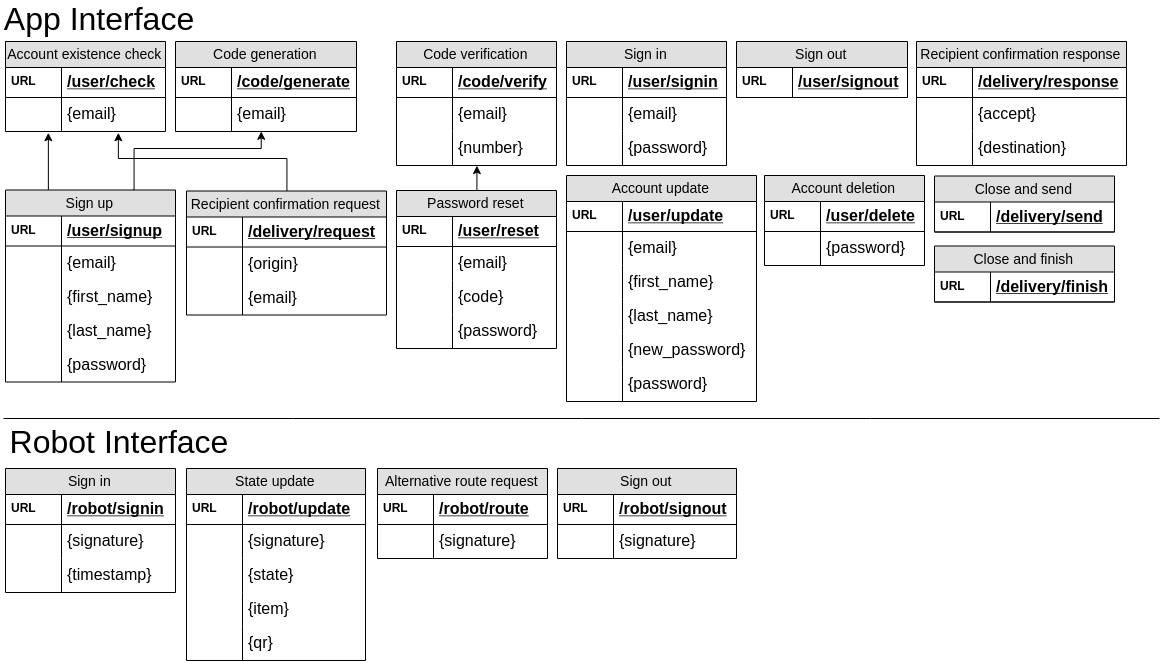 App Interface
Account existence check
URL /user/check
{email}
Code generation
URL /code/generate
{email}
Code verification
URL /code/verify
{email}
{number}
Sign in
URL /user/signin
{email}
{password}
Sign out
URL /user/signout
Recipient confirmation response
URL /delivery/response
{accept}
{destination}
Sign up
URL /user/signup
{email}
{first_name}
{last_name}
{password}
Recipient confirmation request
URL /delivery/request
{origin}
{email}
Password reset
URL /user/reset
{email}
{code}
{password}
Account update
URL /user/update
{email}
{first_name}
{last_name}
{new_password}
{password}
Account deletion
URL /user/delete
{password}
Close and send
URL /delivery/send
Close and finish
URL /delivery/finish
Robot Interface
Sign in
URL /robot/signin
{signature}
{timestamp}
State update
URL /robot/update
{signature}
{state}
{item}
{qr}
Alternative route request
URL /robot/route
{signature}
Sign out
URL /robot/signout
{signature}